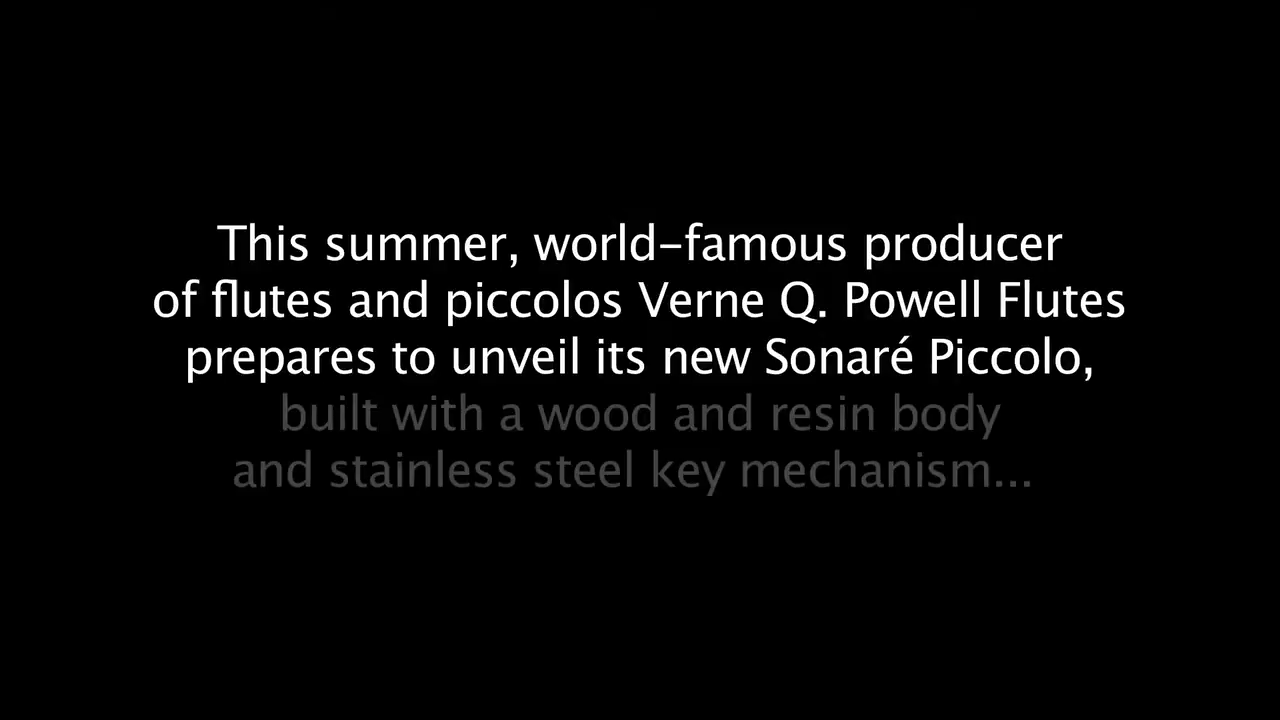 This summer, world-famous producer
of flutes and piccolos Verne Q. Powell Flutes
prepares to unveil its new Sonaré Piccolo,
built with a wood and resin body
and stainless steel key mechanism...